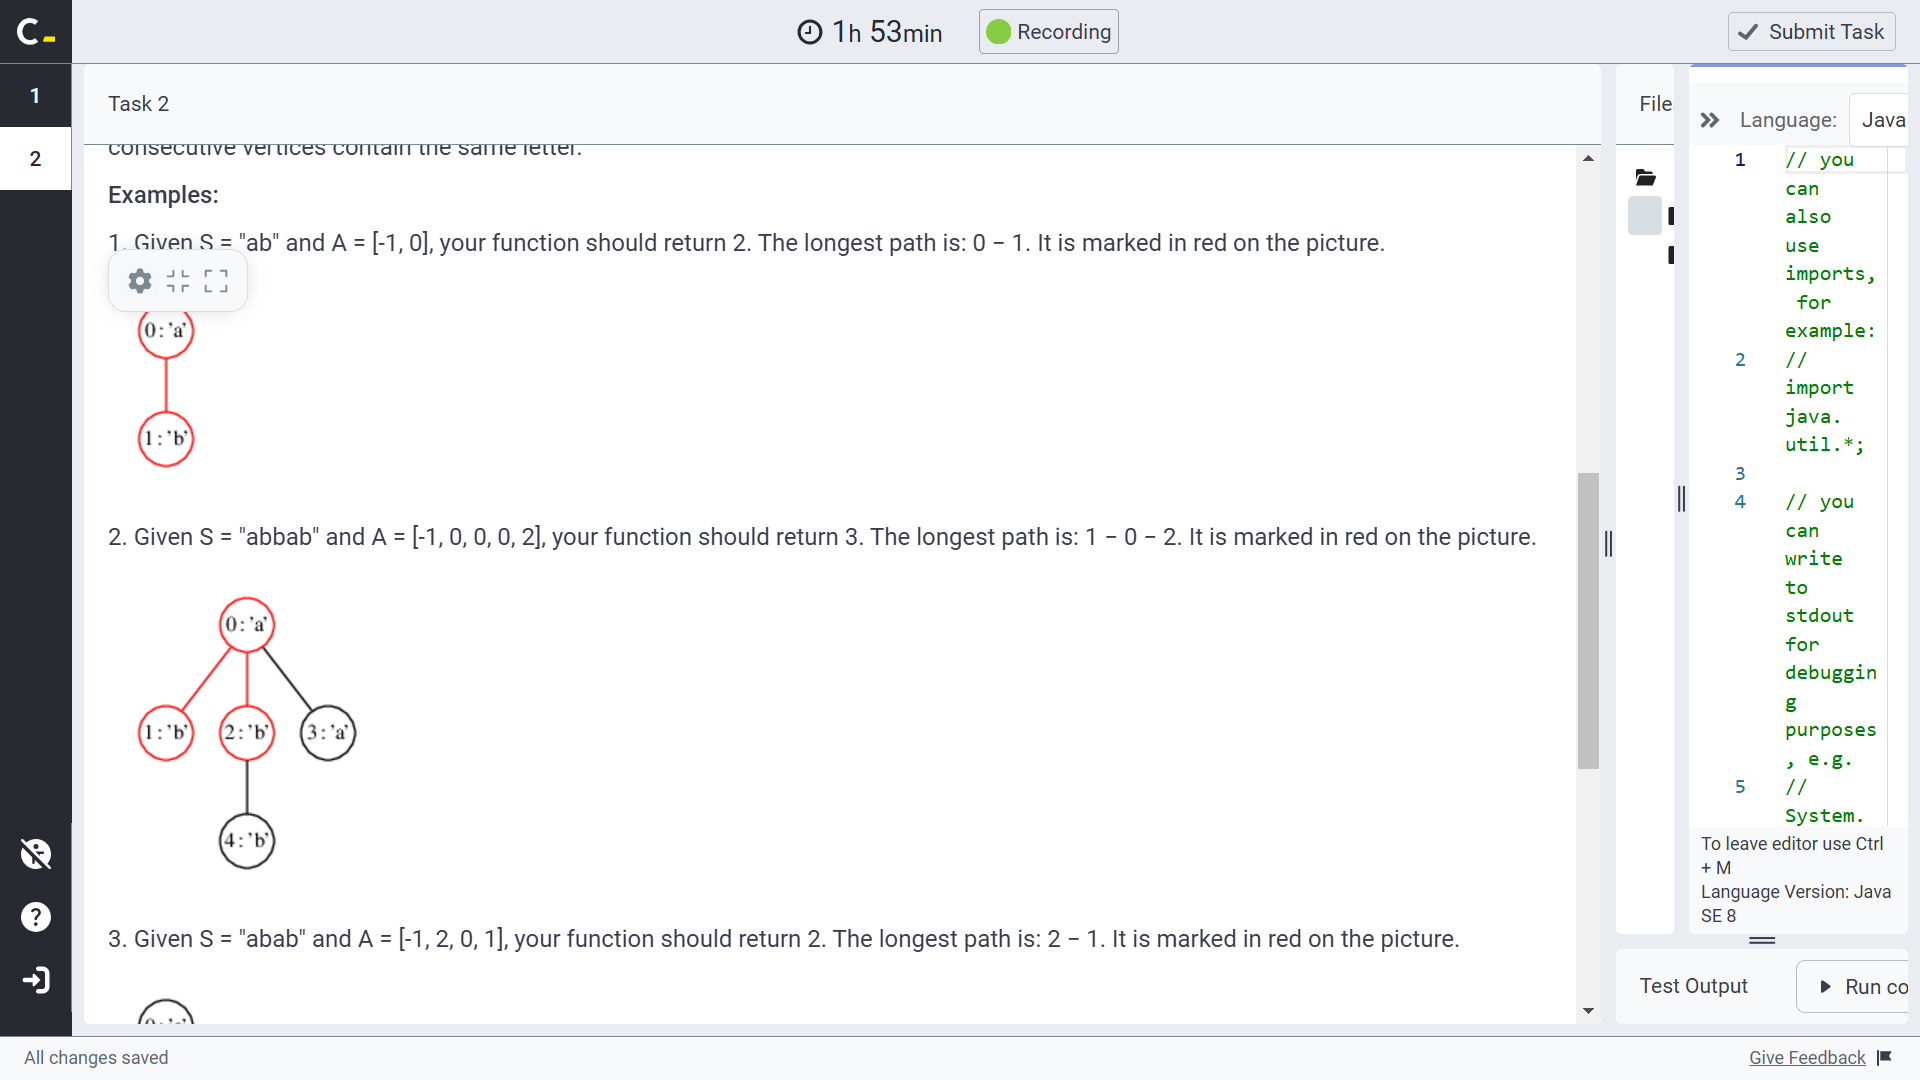 C_
1h 53min
Recording
Submit Task
1
2
Task 2
consecutive vertices contain the same letter.
Examples:
1. Given S = "ab" and A = [-1, 0], your function should return 2. The longest path is: 0 − 1. It is marked in red on the picture.
0:'a'
1:'b'
2. Given S = "abbab" and A = [-1, 0, 0, 0, 2], your function should return 3. The longest path is: 1 − 0 − 2. It is marked in red on the picture.
0:'a'
1:'b' 2:'b' 3:'a'
4:'b'
3. Given S = "abab" and A = [-1, 2, 0, 1], your function should return 2. The longest path is: 2 − 1. It is marked in red on the picture.
File
Language: Java
1 // you
can
also
use
imports,
for
example:
2 //
import
java.
util.*;
3
4 // you
can
write
to
stdout
for
debuggin
g
purposes
, e.g.
5 //
System.
To leave editor use Ctrl
+ M
Language Version: Java
SE 8
Test Output
Run co
All changes saved
Give Feedback